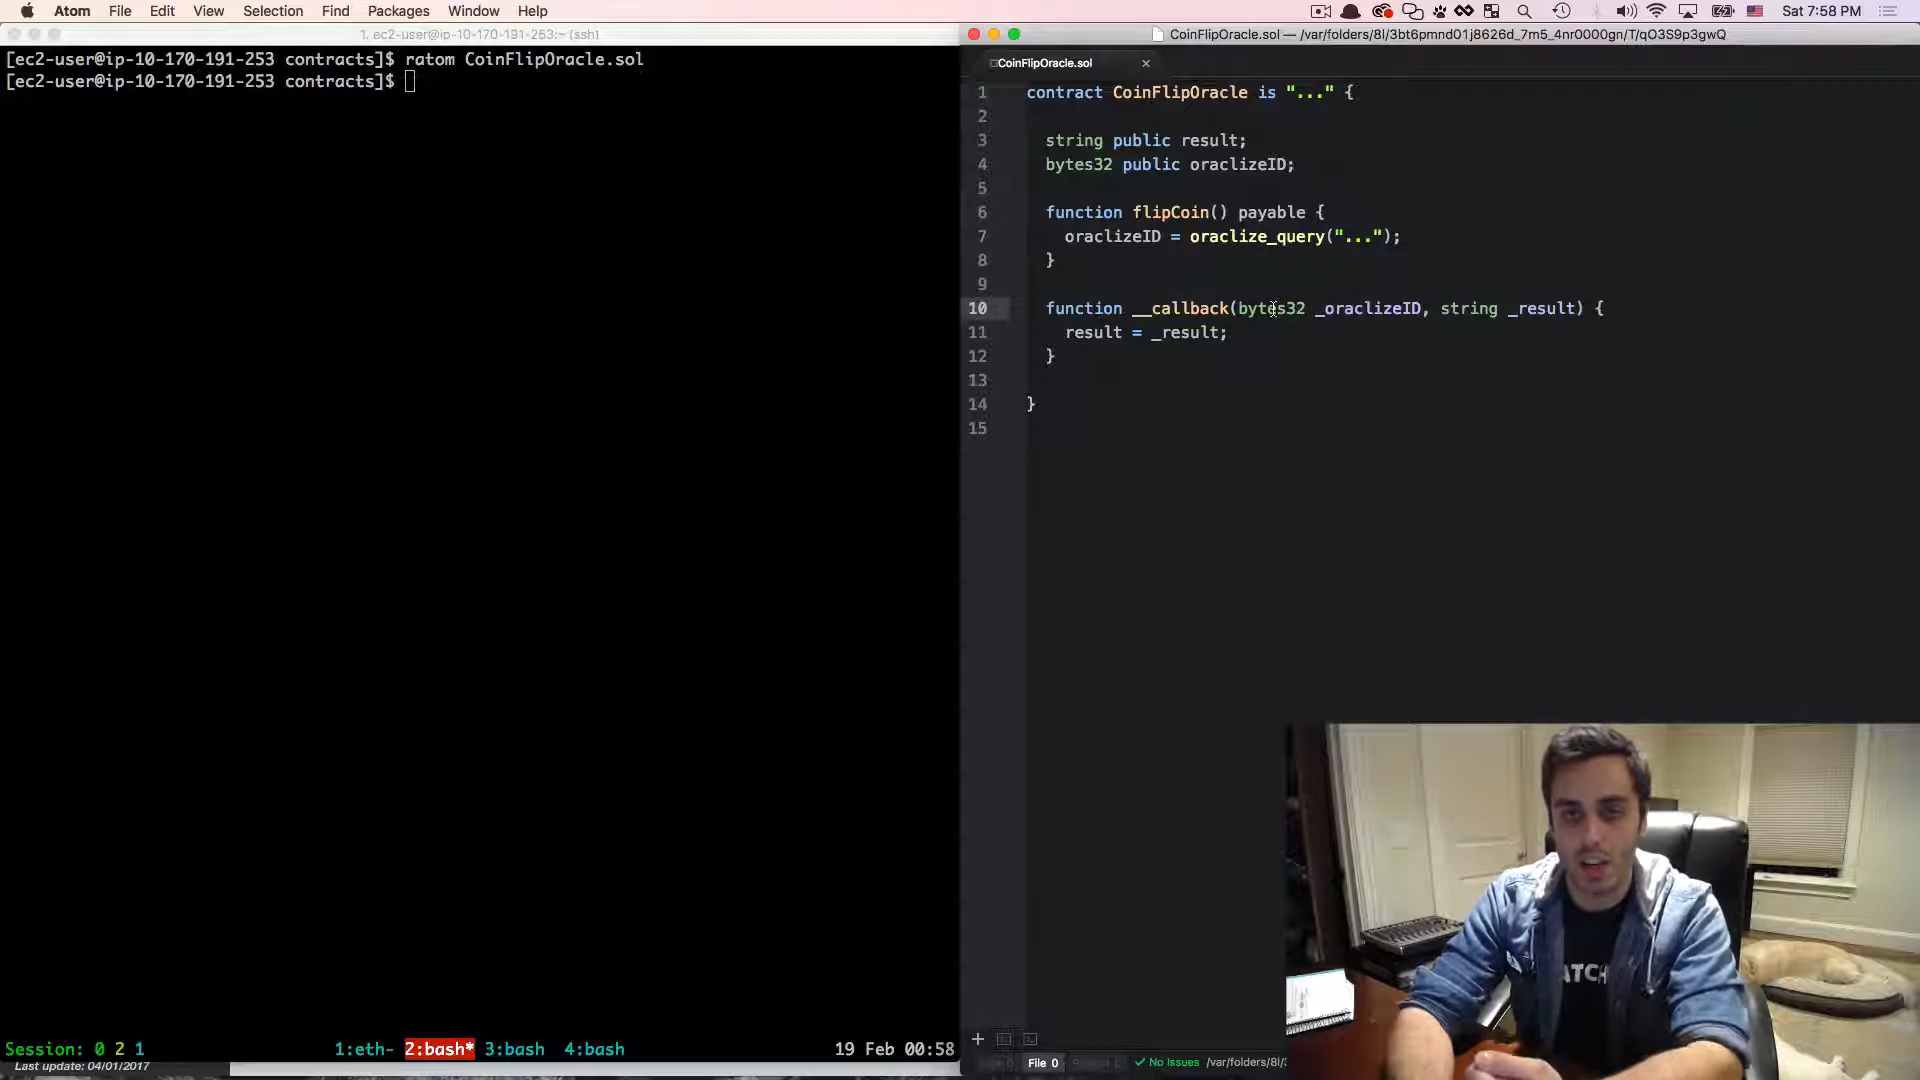 Atom File Edit View Selection Find Packages Window Help
Sat 7:58 PM
1. ec2-user@ip-10-170-191-253:~ (ssh)
[ec2-user@ip-10-170-191-253 contracts]$ ratom CoinFlipOracle.sol
[ec2-user@ip-10-170-191-253 contracts]$
Session: 0 2 1 1:eth- 2:bash* 3:bash 4:bash 19 Feb 00:58
Last update: 04/01/2017
CoinFlipOracle.sol — /var/folders/8l/3bt6pmnd01j8626d_7m5_4nr0000gn/T/qO3S9p3gwQ
CoinFlipOracle.sol
1 contract CoinFlipOracle is "..." {
2
3 string public result;
4 bytes32 public oraclizeID;
5
6 function flipCoin() payable {
7 oraclizeID = oraclize_query("...");
8 }
9
10 function __callback(bytes32 _oraclizeID, string _result) {
11 result = _result;
12 }
13
14 }
15
File 0 No Issues /var/folders/8l/
ATCH